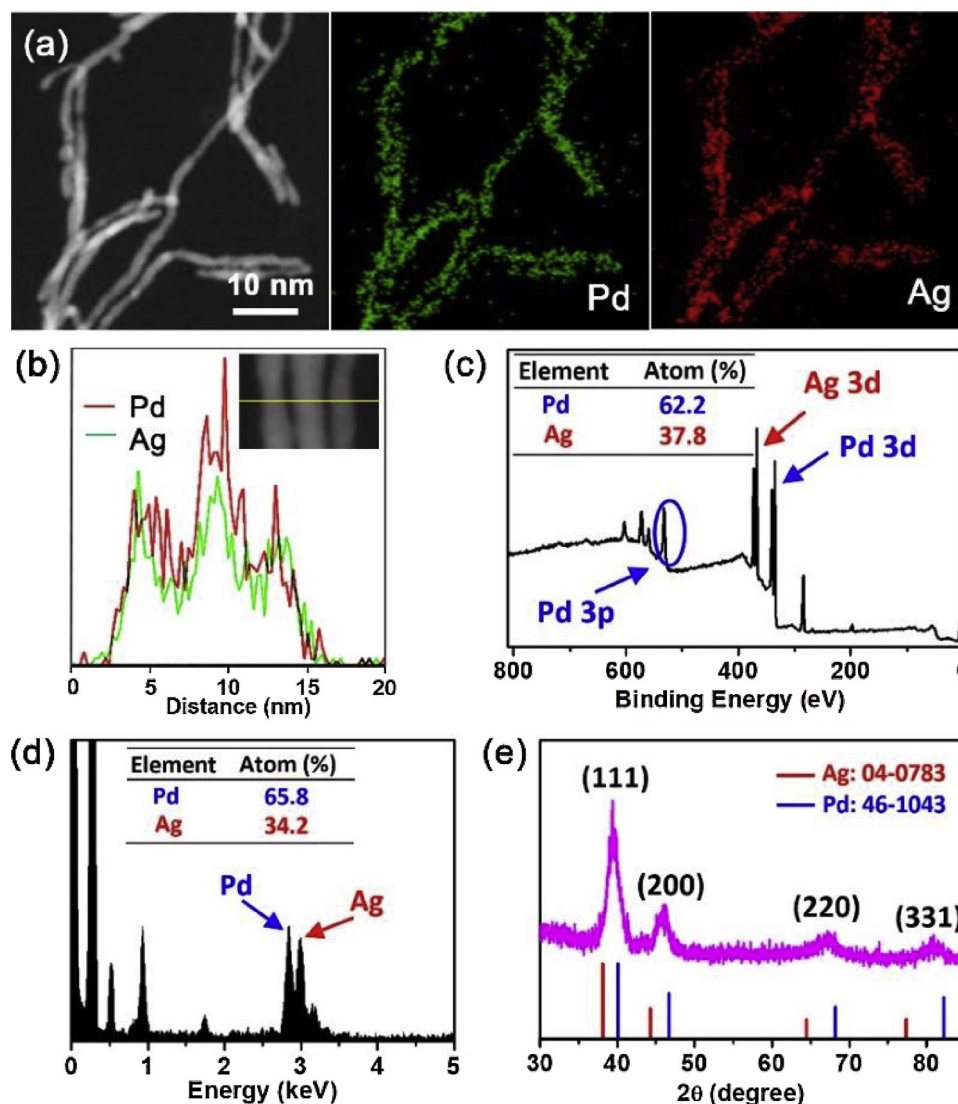 (a)
10 nm
Pd
Ag
(b)
Pd
Ag
0 5 10 15 20
Distance (nm)
(c)
Element Atom (%)
Pd 62.2
Ag 37.8
Ag 3d
Pd 3d
Pd 3p
800 600 400 200
Binding Energy (eV)
(d)
Element Atom (%)
Pd 65.8
Ag 34.2
Pd
Ag
0 1 2 3 4 5
Energy (keV)
(e)
(111)
(200)
(220)
(331)
Ag: 04-0783
Pd: 46-1043
30 40 50 60 70 80
2θ (degree)